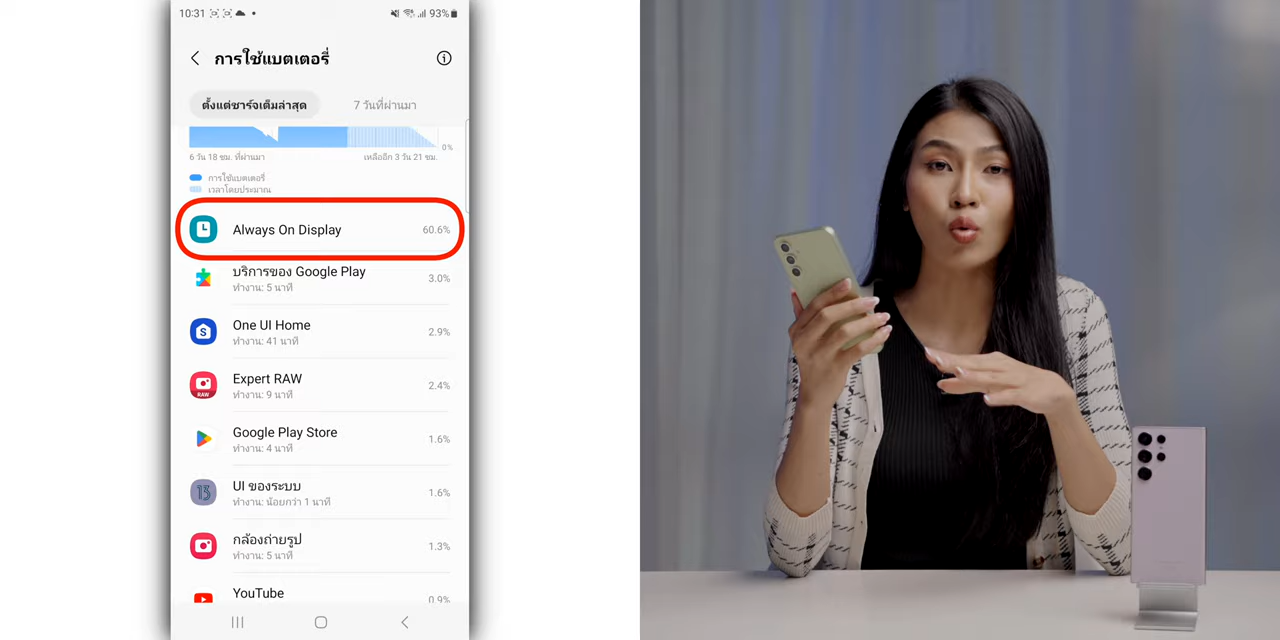 10:31
93%
การใช้แบตเตอรี่
ตั้งแต่ชาร์จเต็มล่าสุด
7 วันที่ผ่านมา
0%
6 วัน 18 ชม. ที่ผ่านมา
เหลืออีก 3 วัน 21 ชม.
การใช้แบตเตอรี่
เวลาโดยประมาณ
Always On Display
60.6%
บริการของ Google Play
3.0%
ทำงาน: 5 นาที
One UI Home
2.9%
ทำงาน: 41 นาที
Expert RAW
2.4%
RAW
ทำงาน: 9 นาที
Google Play Store
1.6%
ทำงาน: 4 นาที
UI ของระบบ
13
1.6%
ทำงาน: น้อยกว่า 1 นาที
กล้องถ่ายรูป
1.3%
ทำงาน: 5 นาที
YouTube
0.9%